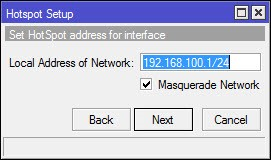 Hotspot Setup
Set HotSpot address for interface
Local Address of Network: 192.168.100.1/24
Masquerade Network
Back Next Cancel